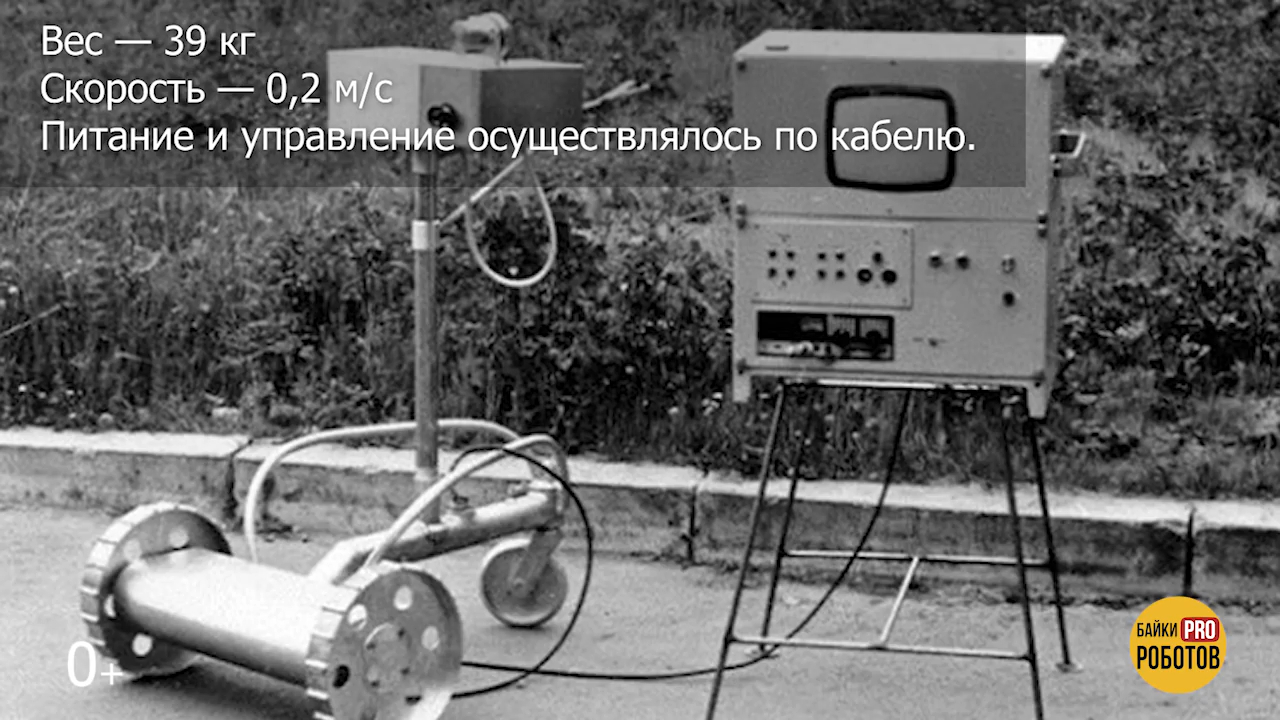 Вес — 39 кг
Скорость — 0,2 м/с
Питание и управление осуществлялось по кабелю.
0+
БАЙКИ PRO
РОБОТОВ